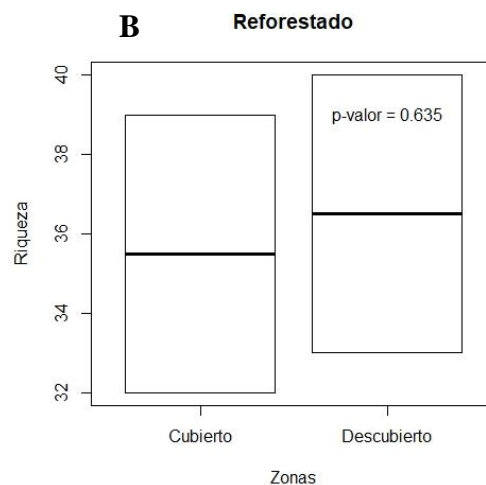 B Reforestado
40
38
36
34
32
Riqueza
p-valor = 0.635
Cubierto Descubierto
Zonas